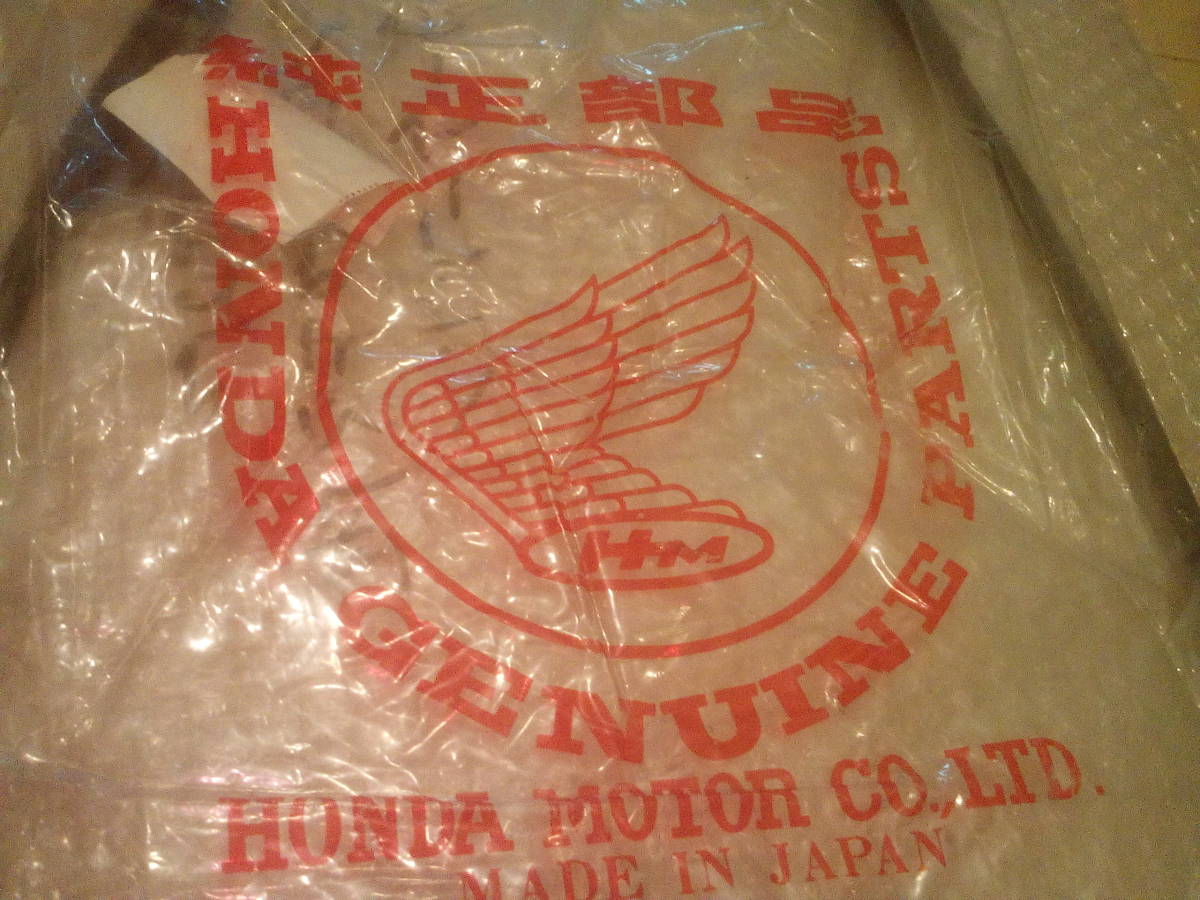 純正部品
HONDA GENUINE PARTS
HM
HONDA MOTOR CO.,LTD.
MADE IN JAPAN